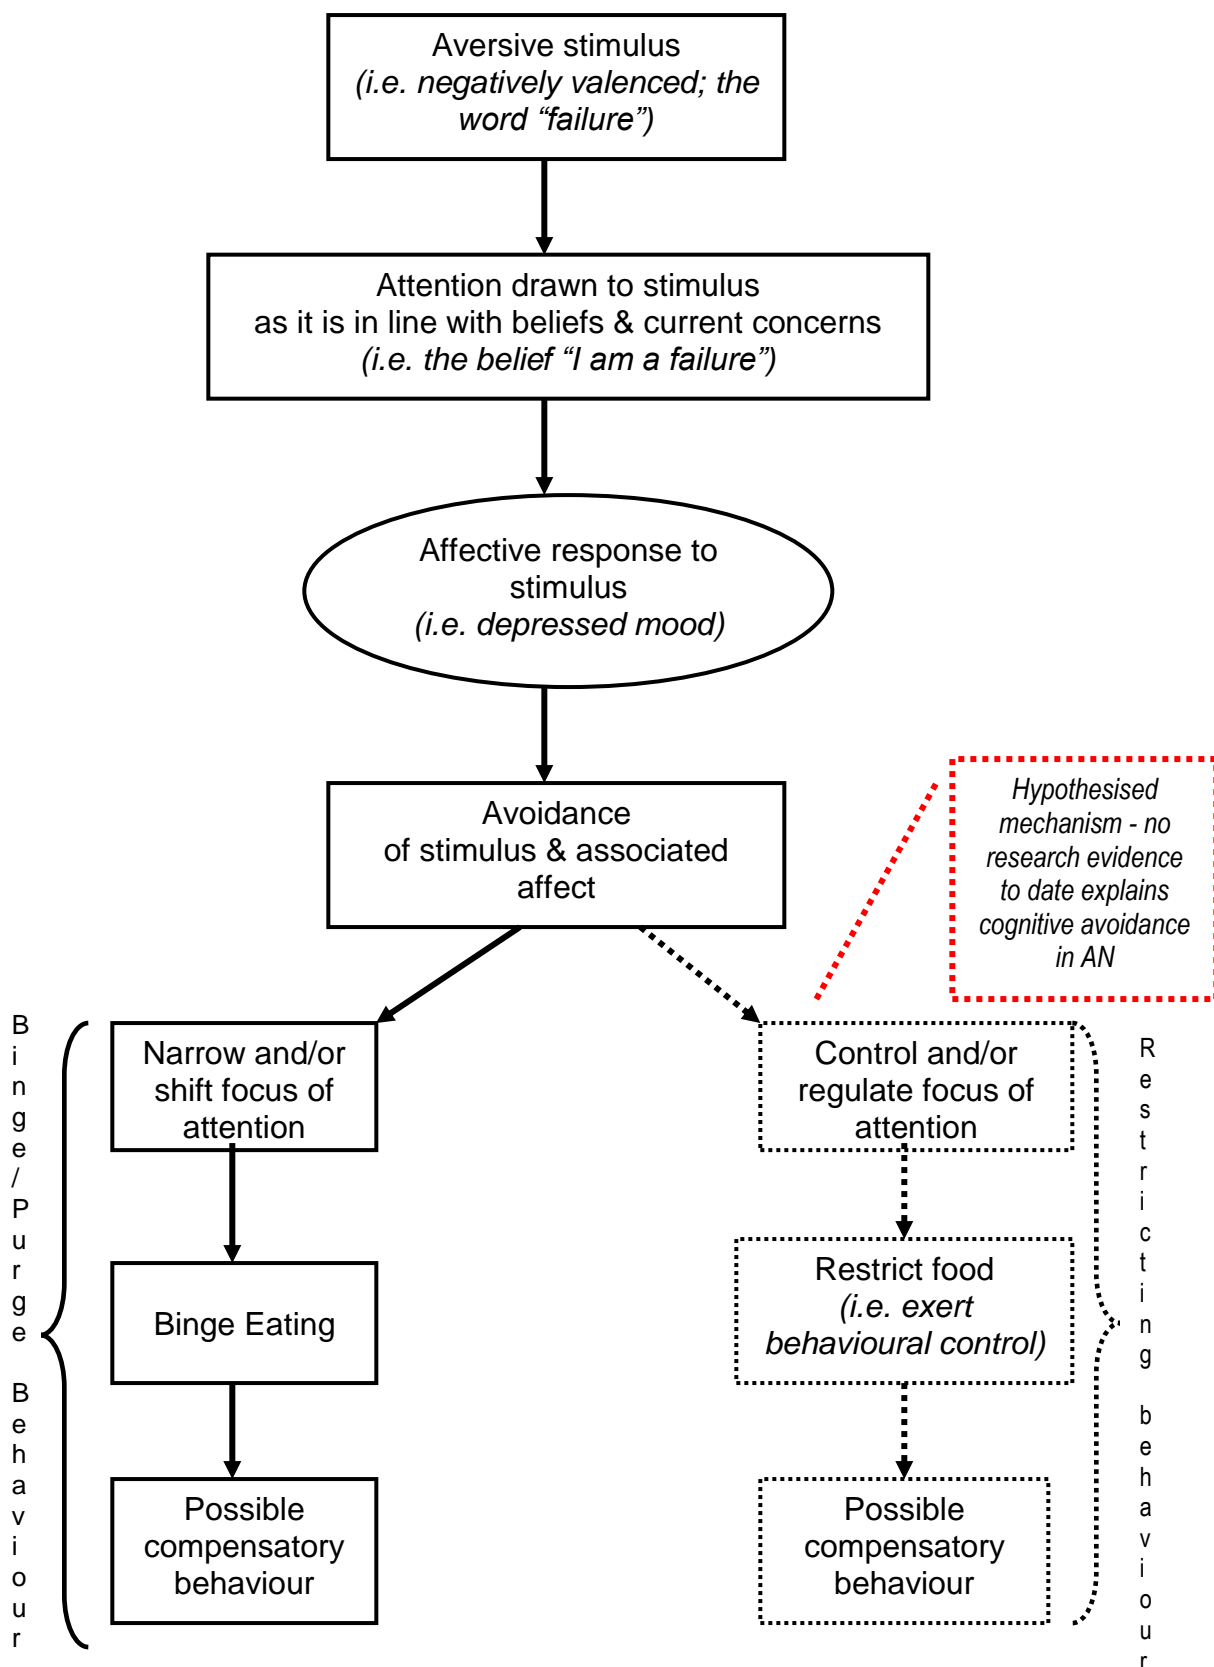 Aversive stimulus
(i.e. negatively valenced; the
word “failure”)
Attention drawn to stimulus
as it is in line with beliefs & current concerns
(i.e. the belief “I am a failure”)
Affective response to
stimulus
(i.e. depressed mood)
Avoidance
of stimulus & associated
affect
Hypothesised
mechanism - no
research evidence
to date explains
cognitive avoidance
in AN
Binge/Purge Behaviour
Narrow and/or
shift focus of
attention
Binge Eating
Possible
compensatory
behaviour
Control and/or
regulate focus of
attention
Restrict food
(i.e. exert
behavioural control)
Possible
compensatory
behaviour
Restricting behaviour